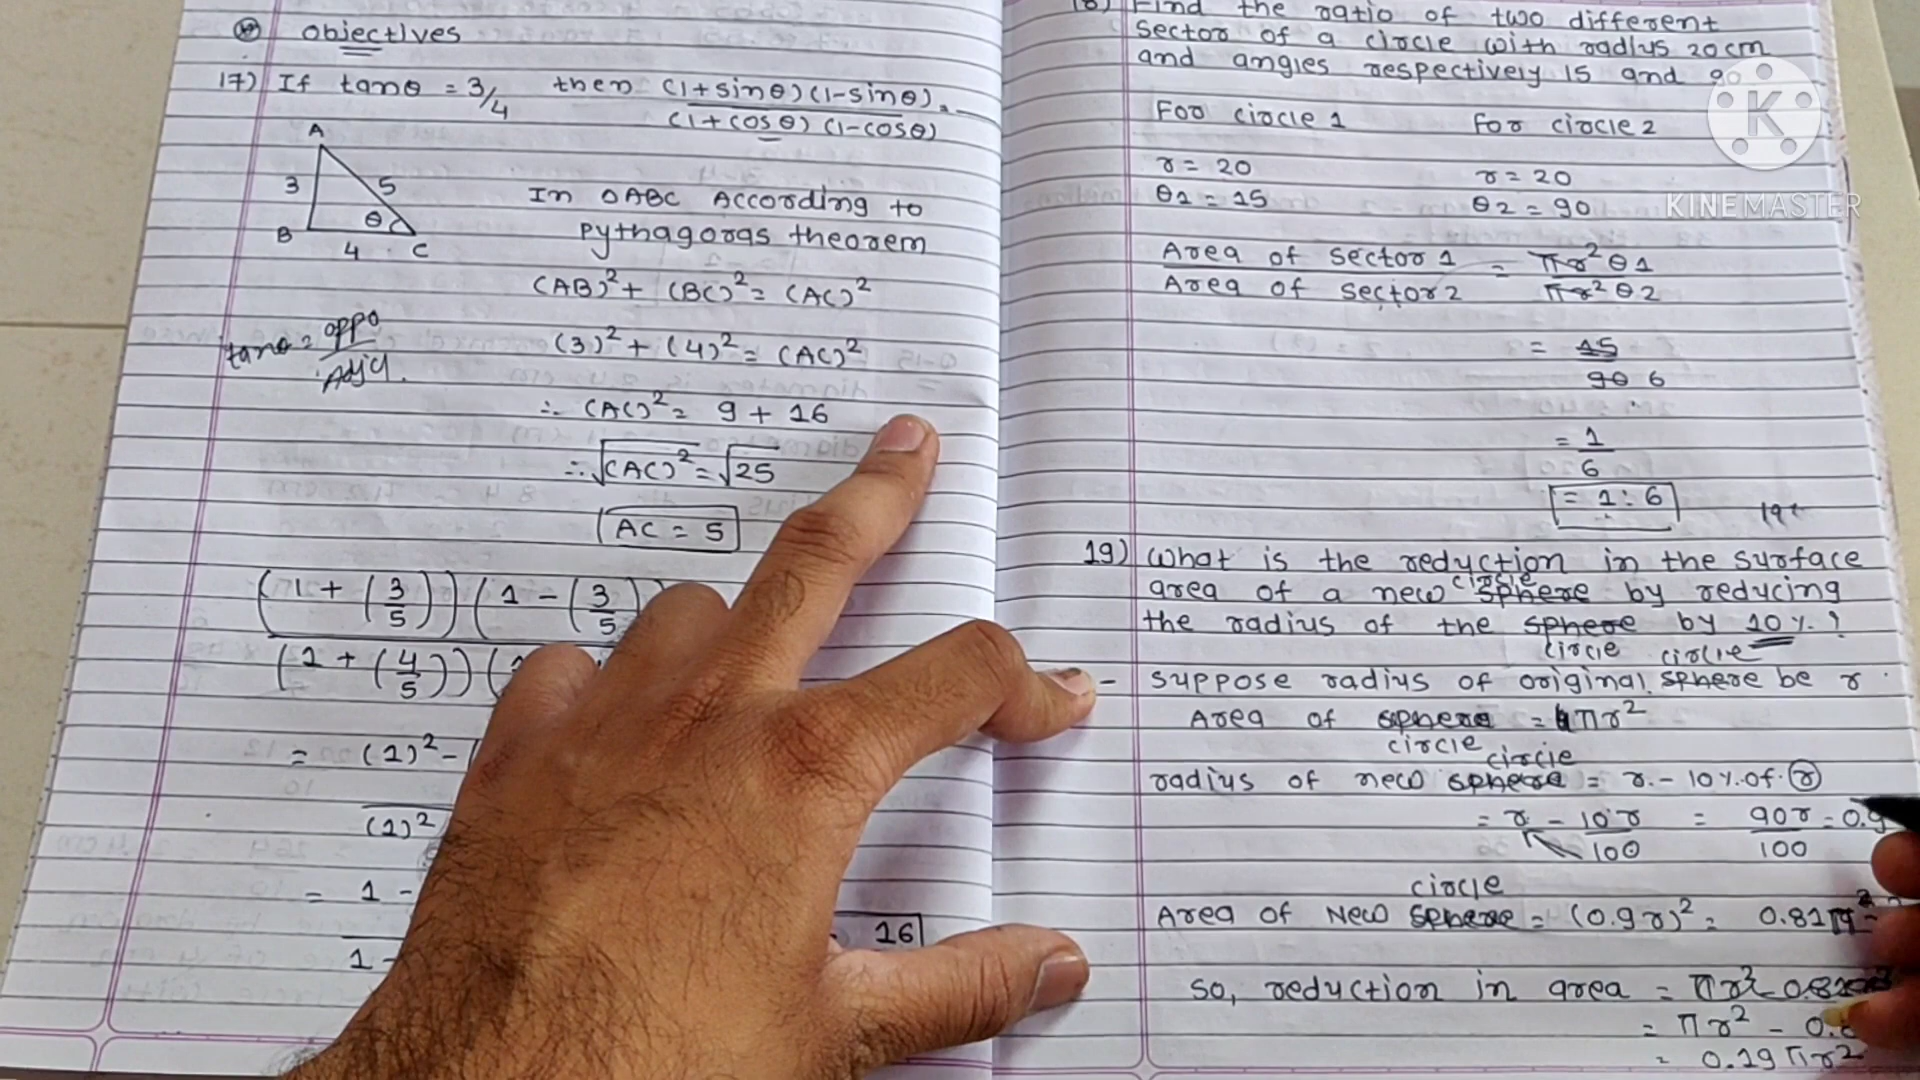 objectives
17) If tanθ = 3/4 then (1+sinθ)(1-sinθ) =
(1+cosθ) (1-cosθ)
A
3
5
θ
B
4
C
In △ABC According to
pythagoras theorem
(AB)² + (BC)² = (AC)²
tanθ = oppo
Adj
(3)² + (4)² = (AC)²
∴ (AC)² = 9 + 16
∴ √(AC)² = √25
AC = 5
(1 + (3/5)) (1 - (3/5)
(1 + (4/5)) (
= (1)² -
(1)²
= 1 -
1 -
16
18) Find the ratio of two different
sector of a circle with radius 20cm
and angles respectively 15 and 90
For circle 1 For circle 2
r = 20 r = 20
θ1 = 15 θ2 = 90
Area of sector 1 = πr² θ1
Area of sector 2 πr² θ2
= 15
90 6
= 1
6
= 1 : 6
19) What is the reduction in the surface
circle
area of a new sphere by reducing
the radius of the sphere by 10%?
circle circle
- suppose radius of original sphere be r
Area of sphere = πr²
circle circle
radius of new sphere = r - 10% of r
= r - 10r = 90r = 0.9
100 100
circle
Area of New sphere = (0.9r)² = 0.81π
So, reduction in area = πr² - 0.81
= πr² - 0.
= 0.19πr²
K
KINEMASTER